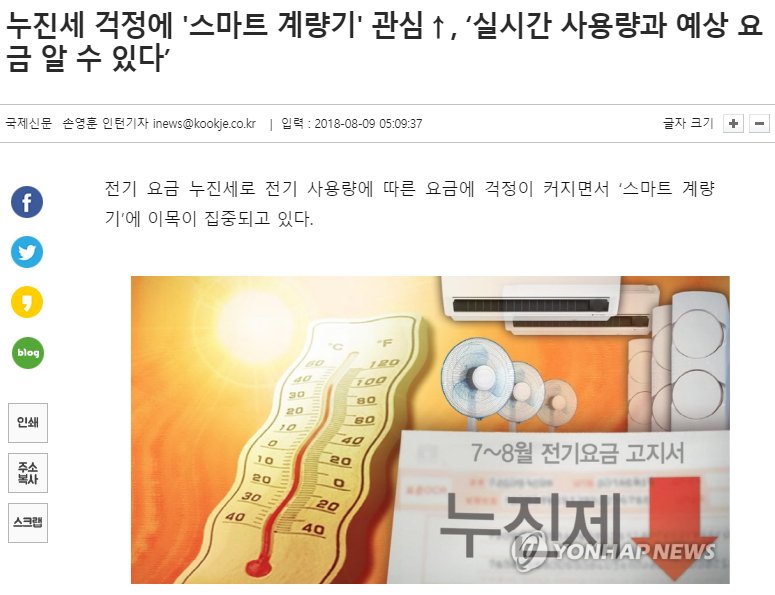 누진세 걱정에 '스마트 계량기' 관심↑, ‘실시간 사용량과 예상 요
금 알 수 있다’
국제신문 손영훈 인턴기자 inews@kookje.co.kr | 입력 : 2018-08-09 05:09:37
글자 크기
전기 요금 누진세로 전기 사용량에 따른 요금에 걱정이 커지면서 ‘스마트 계량
기’에 이목이 집중되고 있다.
f
blog
인쇄
주소
복사
스크랩
°C °F
60 120
40 100
30 80
20 60
10 40
0 20
10 0
20 20
30 40
40
7~8월 전기요금 고지서
누진제
YONHAP NEWS